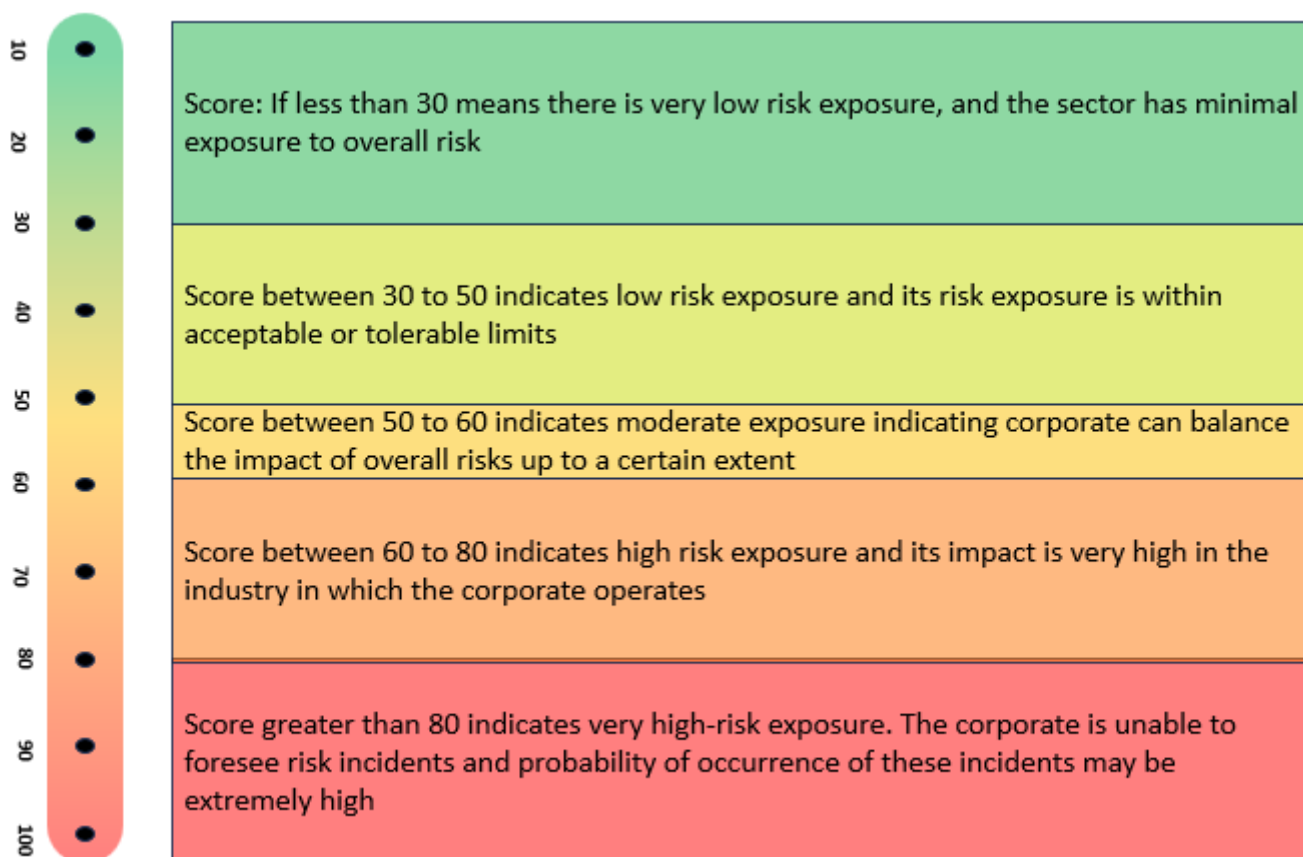 10
20
30
40
50
60
70
80
90
100
Score: If less than 30 means there is very low risk exposure, and the sector has minimal
exposure to overall risk
Score between 30 to 50 indicates low risk exposure and its risk exposure is within
acceptable or tolerable limits
Score between 50 to 60 indicates moderate exposure indicating corporate can balance
the impact of overall risks up to a certain extent
Score between 60 to 80 indicates high risk exposure and its impact is very high in the
industry in which the corporate operates
Score greater than 80 indicates very high-risk exposure. The corporate is unable to
foresee risk incidents and probability of occurrence of these incidents may be
extremely high